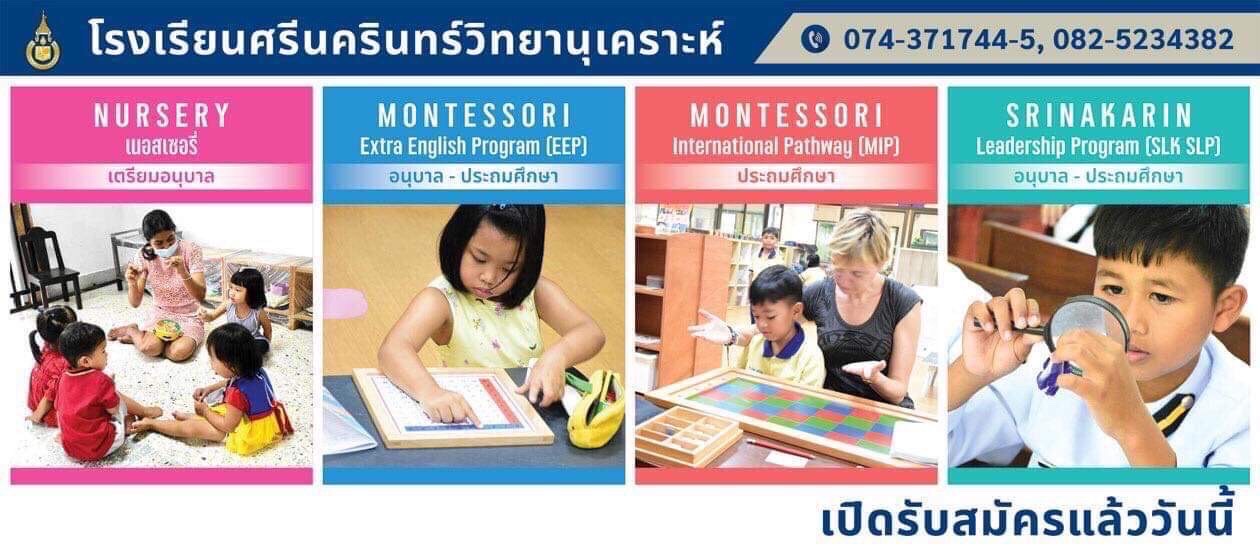 โรงเรียนศรีนครินทร์วิทยานุเคราะห์
074-371744-5, 082-5234382
NURSERY
เนอสเซอรี่
เตรียมอนุบาล
MONTESSORI
Extra English Program (EEP)
อนุบาล - ประถมศึกษา
MONTESSORI
International Pathway (MIP)
ประถมศึกษา
SRINAKARIN
Leadership Program (SLK SLP)
อนุบาล - ประถมศึกษา
เปิดรับสมัครแล้ววันนี้